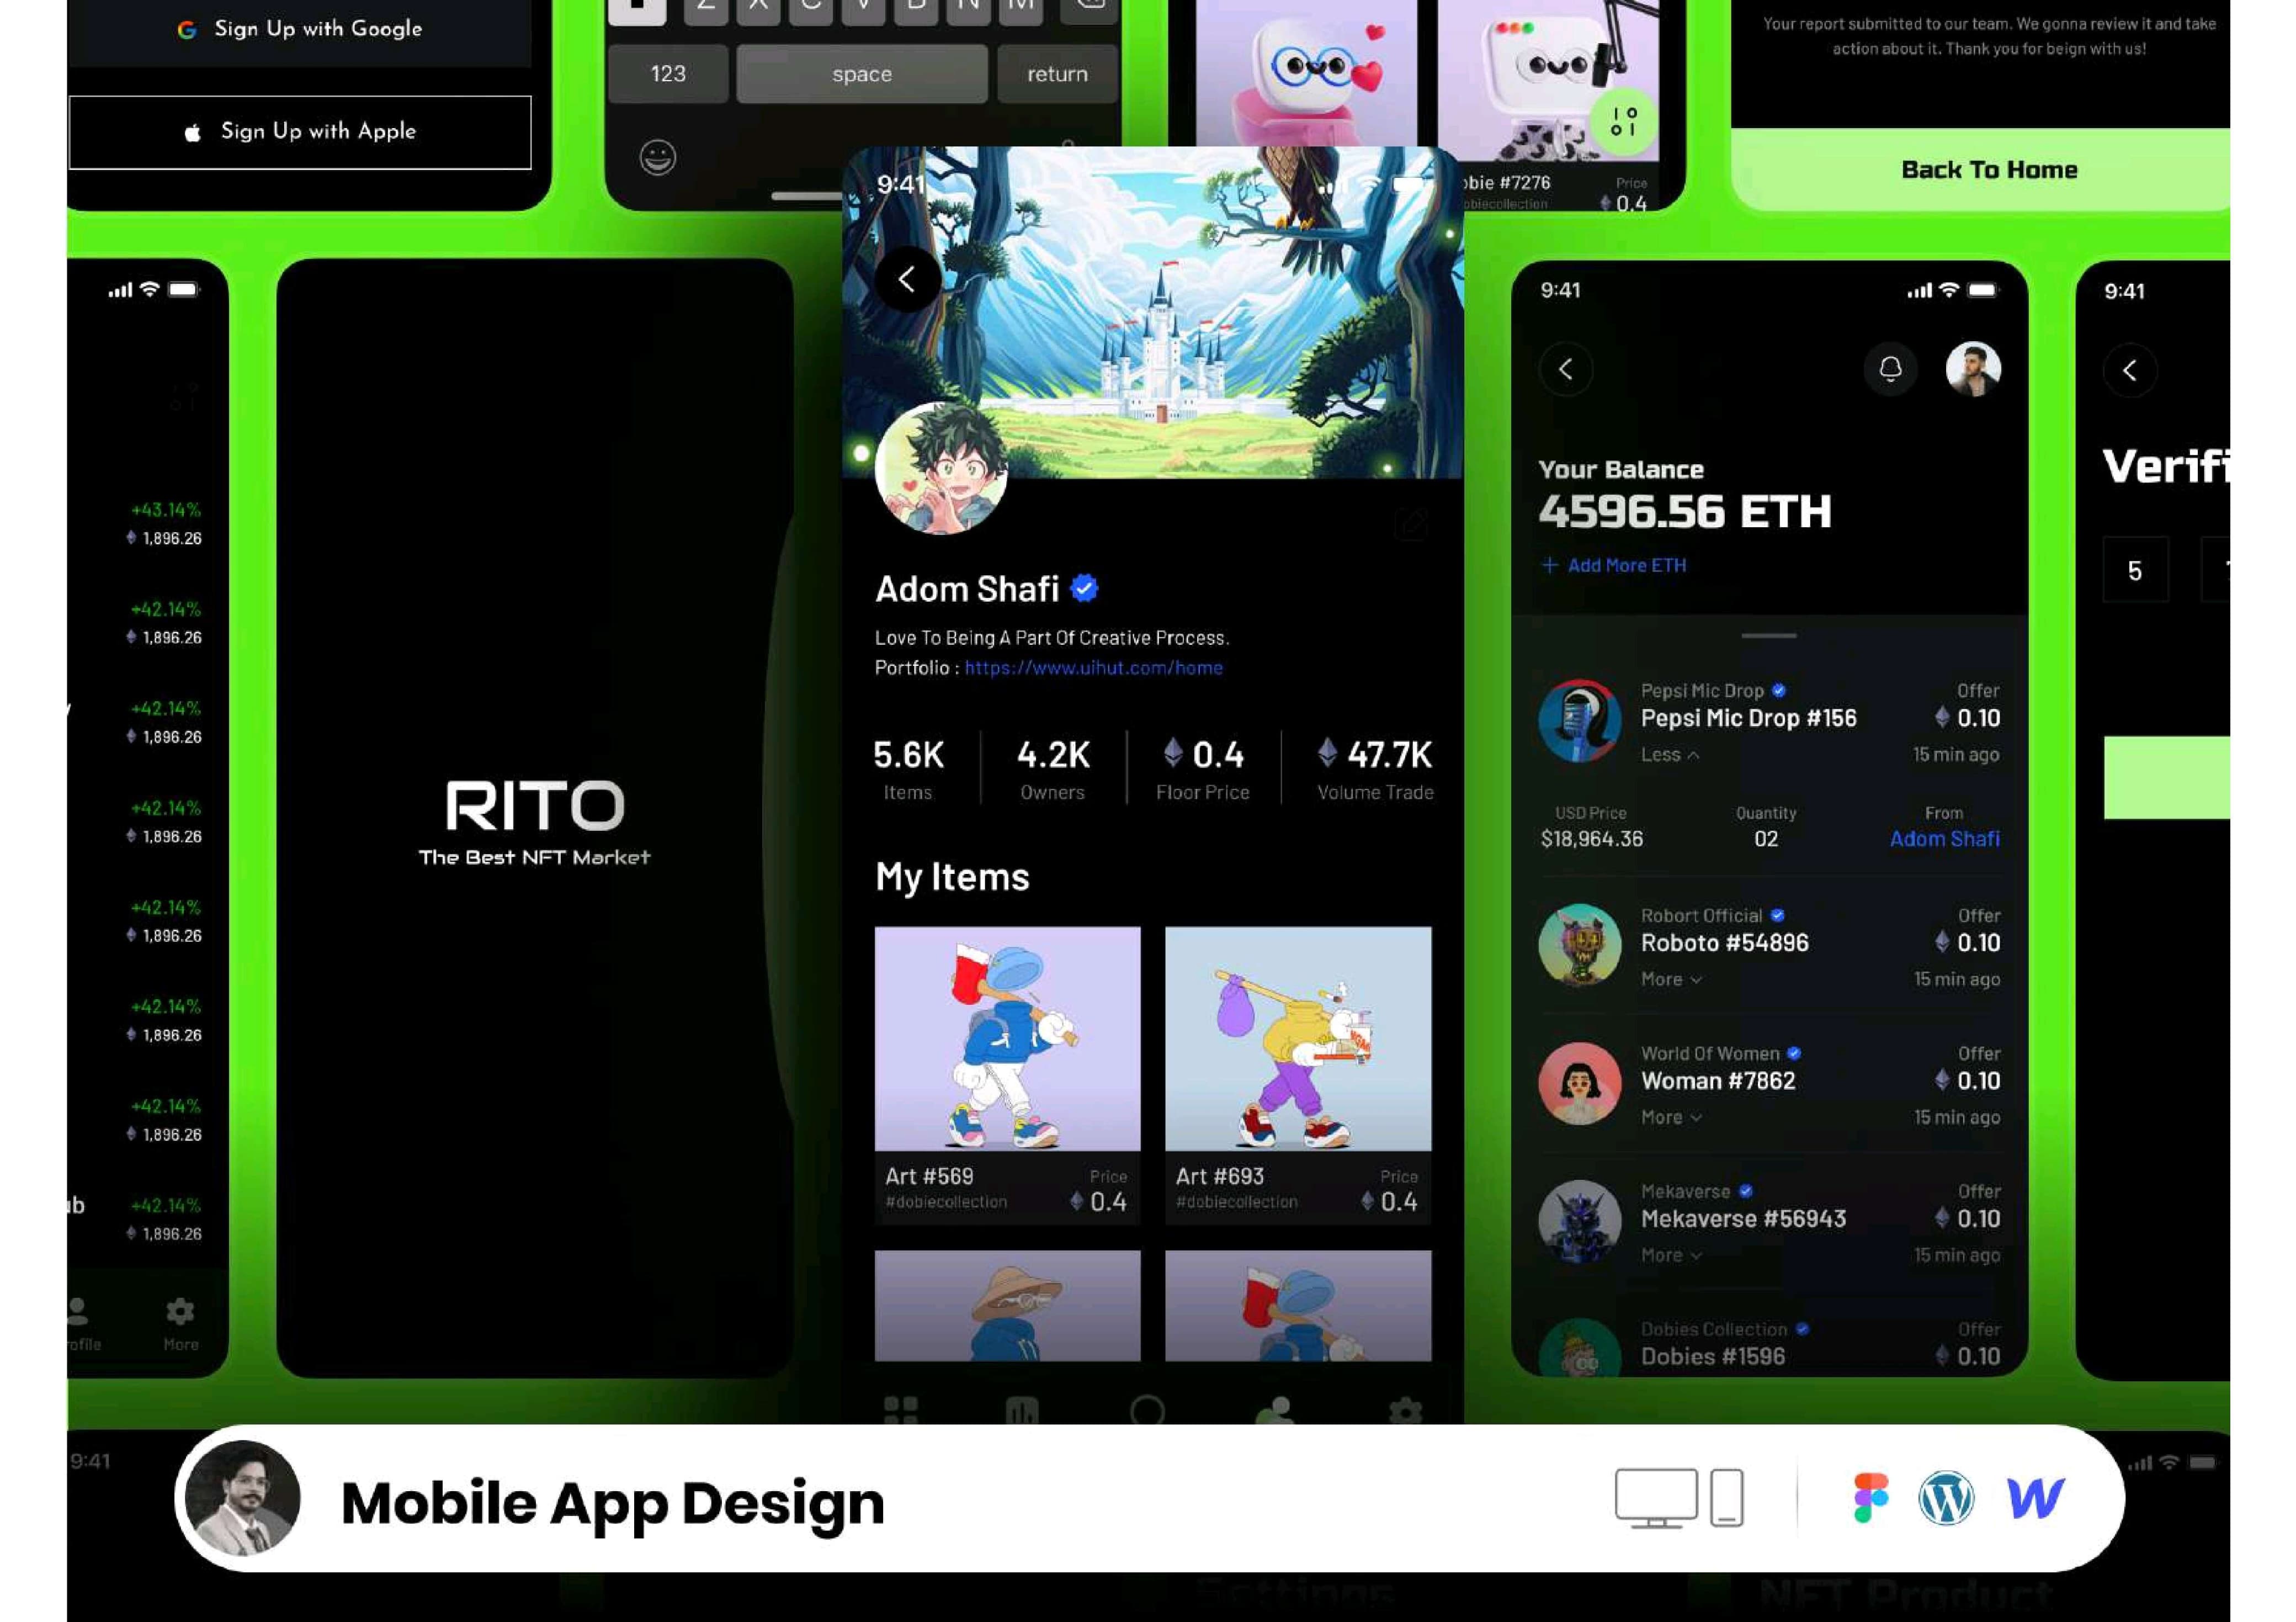 Sign Up with Google
Sign Up with Apple
Z X C V B N M
123 space return
bie #7276
Price
0.4
Your report submitted to our team. We gonna review it and take
action about it. Thank you for beign with us!
Back To Home
+43.14%
1,896.26
+42.14%
1,896.26
+42.14%
1,896.26
+42.14%
1,896.26
+42.14%
1,896.26
+42.14%
1,896.26
+42.14%
1,896.26
ub
+42.14%
1,896.26
ofile
More
RITO
The Best NFT Market
9:41
Adom Shafi
Love To Being A Part Of Creative Process.
Portfolio : https://www.uihut.com/home
5.6K
Items
4.2K
Owners
0.4
Floor Price
47.7K
Volume Trade
My Items
Art #569
#dobiecollection
Price
0.4
Art #693
#dobiecollection
Price
0.4
9:41
Your Balance
4596.56 ETH
+ Add More ETH
Pepsi Mic Drop
Offer
Pepsi Mic Drop #156
0.10
Less
15 min ago
USD Price
$18,964.36
Quantity
02
From
Adom Shafi
Robort Official
Offer
Roboto #54896
0.10
More
15 min ago
World Of Women
Offer
Woman #7862
0.10
More
15 min ago
Mekaverse
Offer
Mekaverse #56943
0.10
More
15 min ago
Dobies Collection
Offer
Dobies #1596
0.10
9:41
Verifi
5
9:41
Mobile App Design
Settings
NFT Product